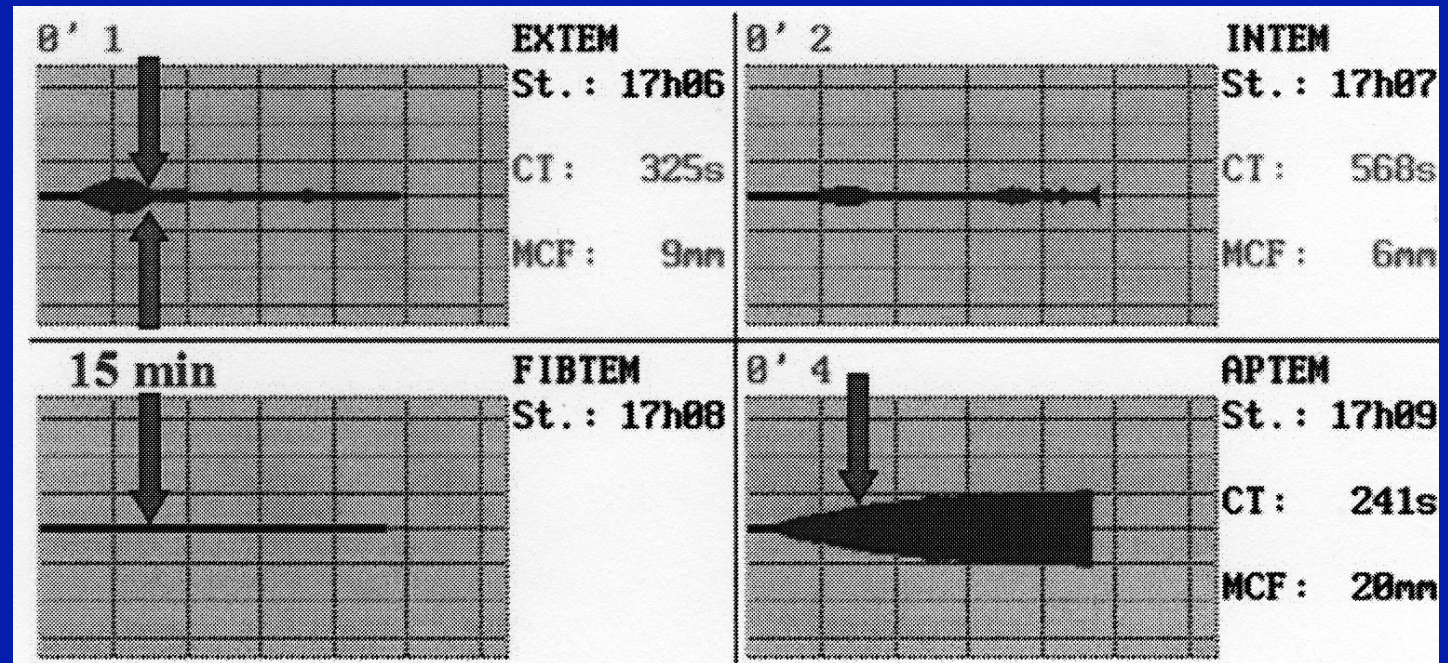 0' 1
EXTEM
St.: 17h06
CT: 325s
MCF: 9mm
0' 2
INTEM
St.: 17h07
CT: 568s
MCF: 6mm
15 min
FIBTEM
St.: 17h08
0' 4
APTEM
St.: 17h09
CT: 241s
MCF: 20mm